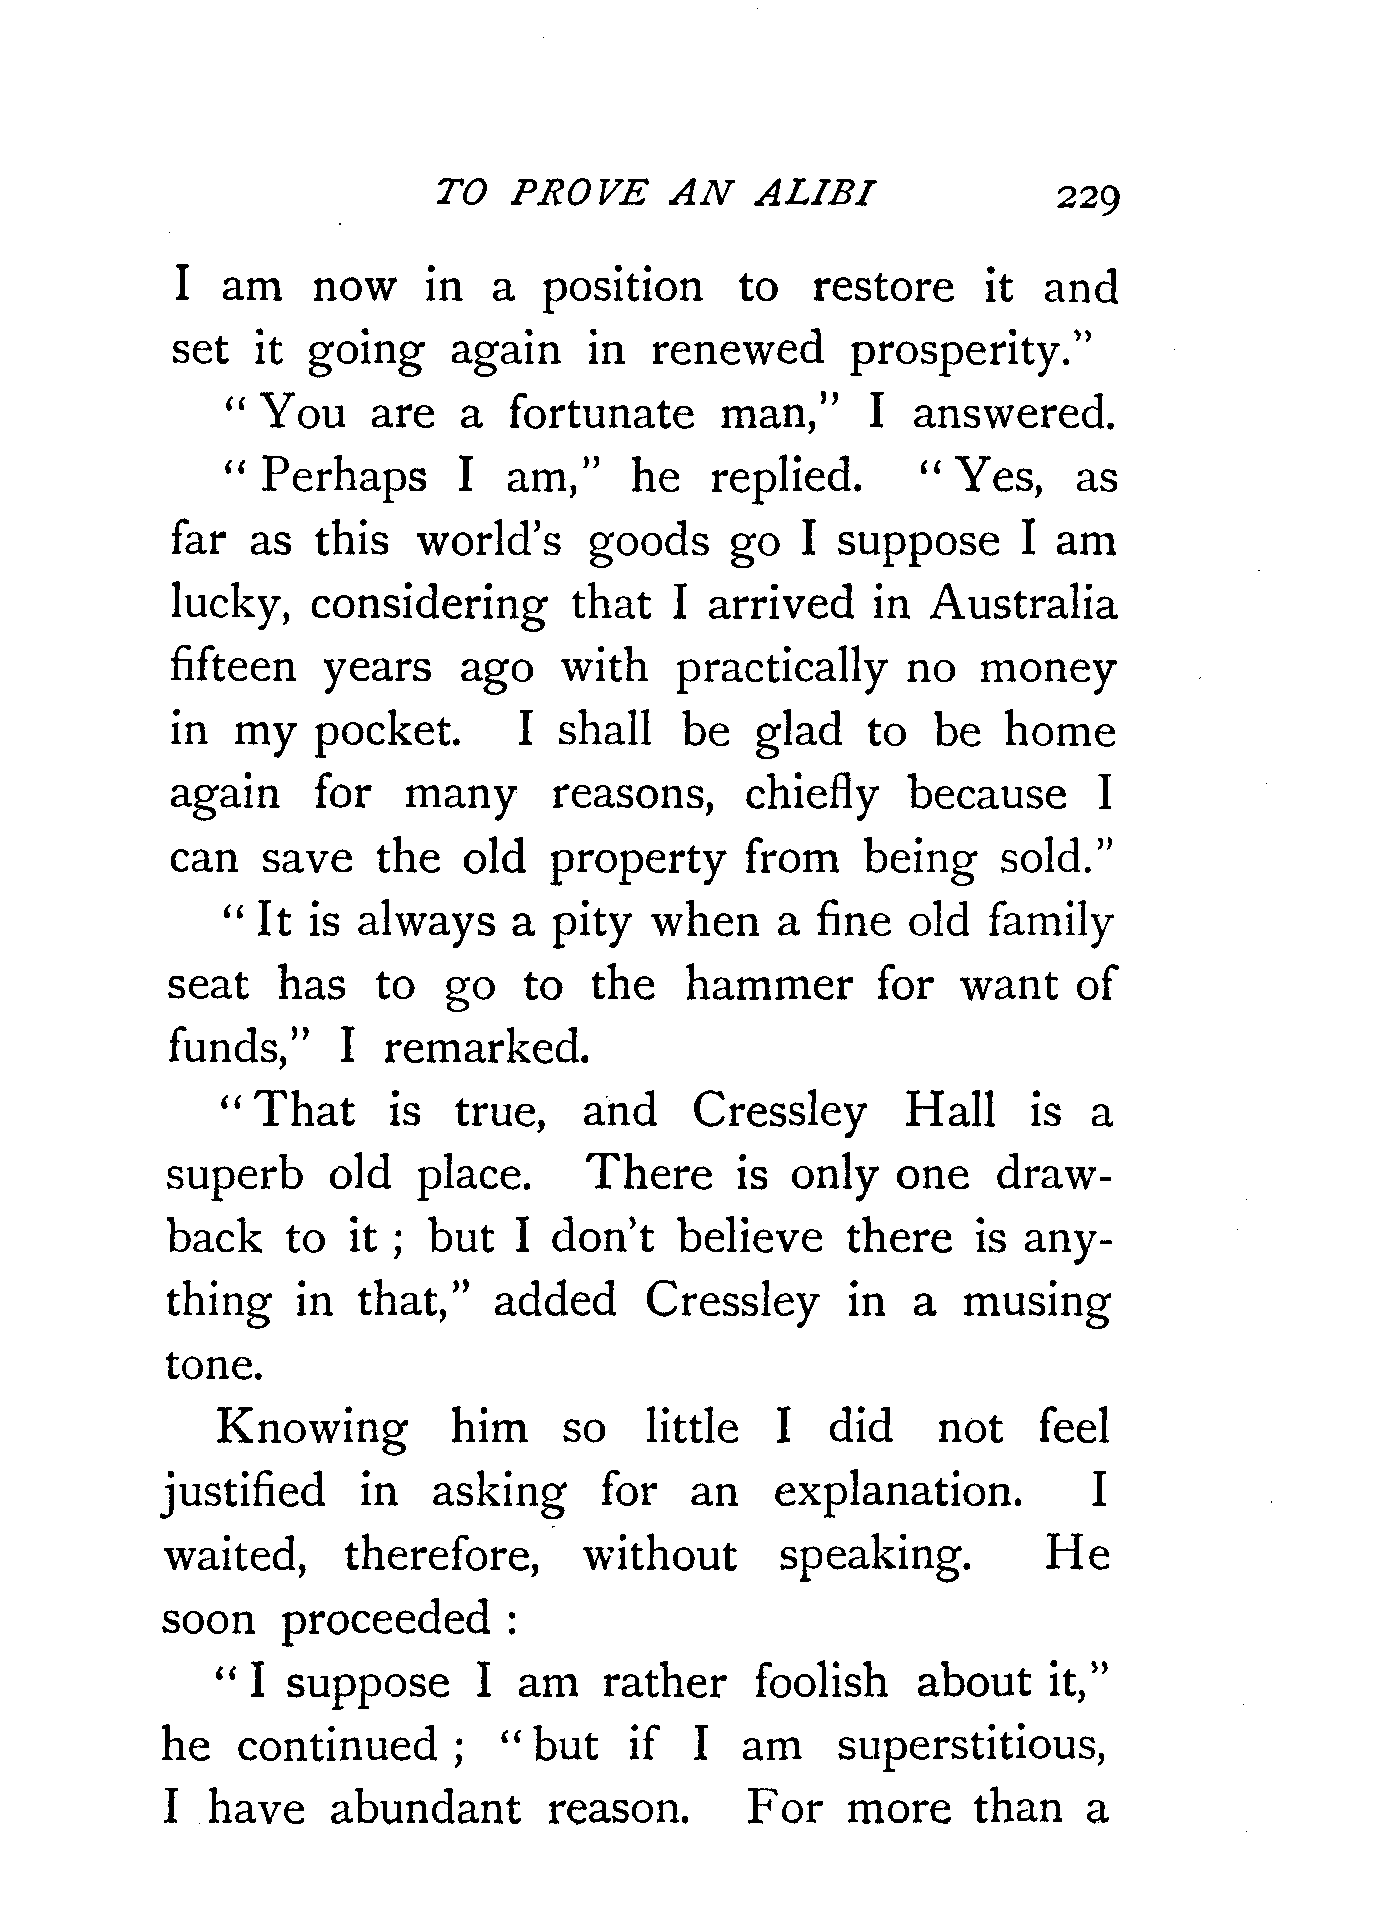 TO PROVE AN ALIBI 229
I am now in a position to restore it and
set it going again in renewed prosperity."
"You are a fortunate man," I answered.
"Perhaps I am," he replied. "Yes, as
far as this world's goods go I suppose I am
lucky, considering that I arrived in Australia
fifteen years ago with practically no money
in my pocket. I shall be glad to be home
again for many reasons, chiefly because I
can save the old property from being sold."
"It is always a pity when a fine old family
seat has to go to the hammer for want of
funds," I remarked.
"That is true, and Cressley Hall is a
superb old place. There is only one draw-
back to it ; but I don't believe there is any-
thing in that," added Cressley in a musing
tone.
Knowing him so little I did not feel
justified in asking for an explanation. I
waited, therefore, without speaking. He
soon proceeded :
"I suppose I am rather foolish about it,"
he continued ; "but if I am superstitious,
I have abundant reason. For more than a